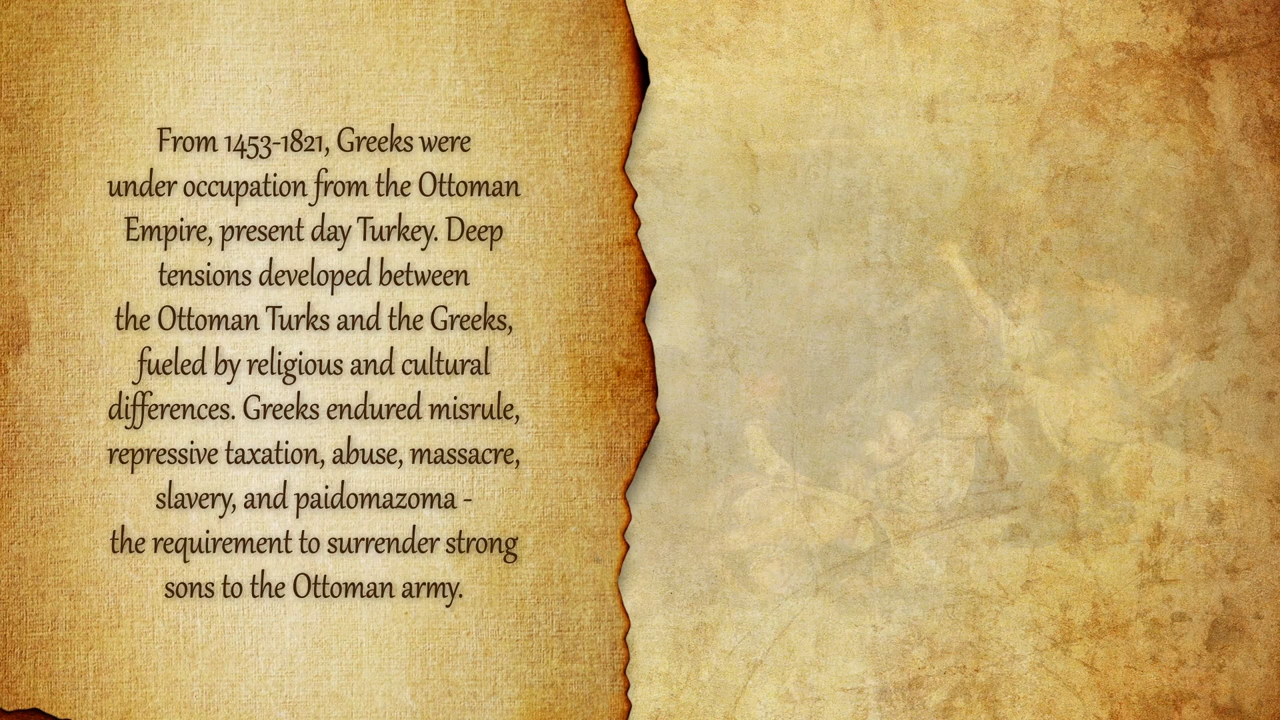 From 1453-1821, Greeks were
under occupation from the Ottoman
Empire, present day Turkey. Deep
tensions developed between
the Ottoman Turks and the Greeks,
fueled by religious and cultural
differences. Greeks endured misrule,
repressive taxation, abuse, massacre,
slavery, and paidomazoma -
the requirement to surrender strong
sons to the Ottoman army.